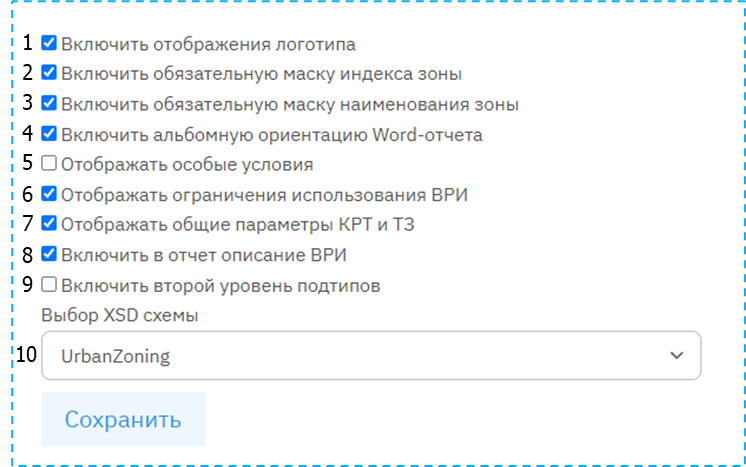 1 Включить отображения логотипа
2 Включить обязательную маску индекса зоны
3 Включить обязательную маску наименования зоны
4 Включить альбомную ориентацию Word-отчета
5 Отображать особые условия
6 Отображать ограничения использования ВРИ
7 Отображать общие параметры КРТ и ТЗ
8 Включить в отчет описание ВРИ
9 Включить второй уровень подтипов
Выбор XSD схемы
10 UrbanZoning
Сохранить